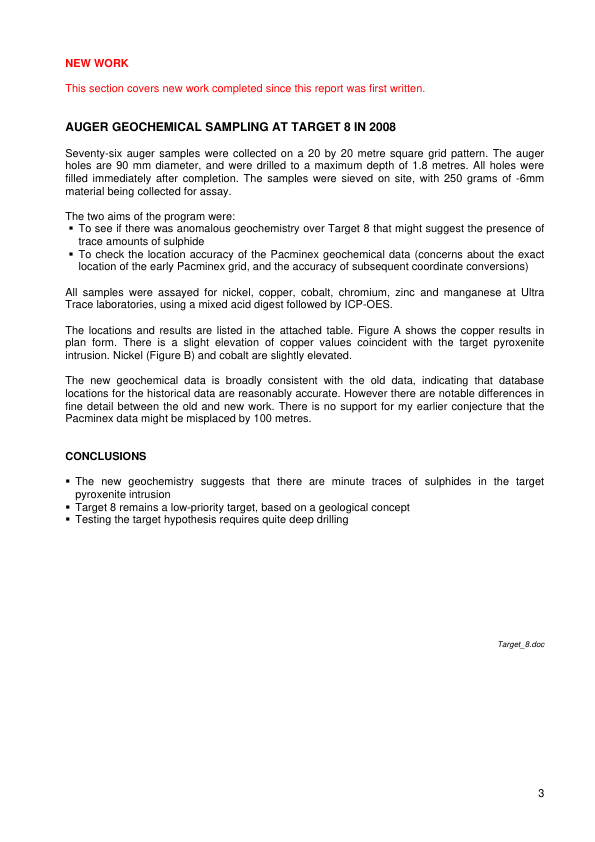 NEW WORK
This section covers new work completed since this report was first written.
AUGER GEOCHEMICAL SAMPLING AT TARGET 8 IN 2008
Seventy-six auger samples were collected on a 20 by 20 metre square grid pattern. The auger
holes are 90 mm diameter, and were drilled to a maximum depth of 1.8 metres. All holes were
filled immediately after completion. The samples were sieved on site, with 250 grams of -6mm
material being collected for assay.
The two aims of the program were:
▪ To see if there was anomalous geochemistry over Target 8 that might suggest the presence of
trace amounts of sulphide
▪ To check the location accuracy of the Pacminex geochemical data (concerns about the exact
location of the early Pacminex grid, and the accuracy of subsequent coordinate conversions)
All samples were assayed for nickel, copper, cobalt, chromium, zinc and manganese at Ultra
Trace laboratories, using a mixed acid digest followed by ICP-OES.
The locations and results are listed in the attached table. Figure A shows the copper results in
plan form. There is a slight elevation of copper values coincident with the target pyroxenite
intrusion. Nickel (Figure B) and cobalt are slightly elevated.
The new geochemical data is broadly consistent with the old data, indicating that database
locations for the historical data are reasonably accurate. However there are notable differences in
fine detail between the old and new work. There is no support for my earlier conjecture that the
Pacminex data might be misplaced by 100 metres.
CONCLUSIONS
▪ The new geochemistry suggests that there are minute traces of sulphides in the target
pyroxenite intrusion
▪ Target 8 remains a low-priority target, based on a geological concept
▪ Testing the target hypothesis requires quite deep drilling
Target_8.doc
3